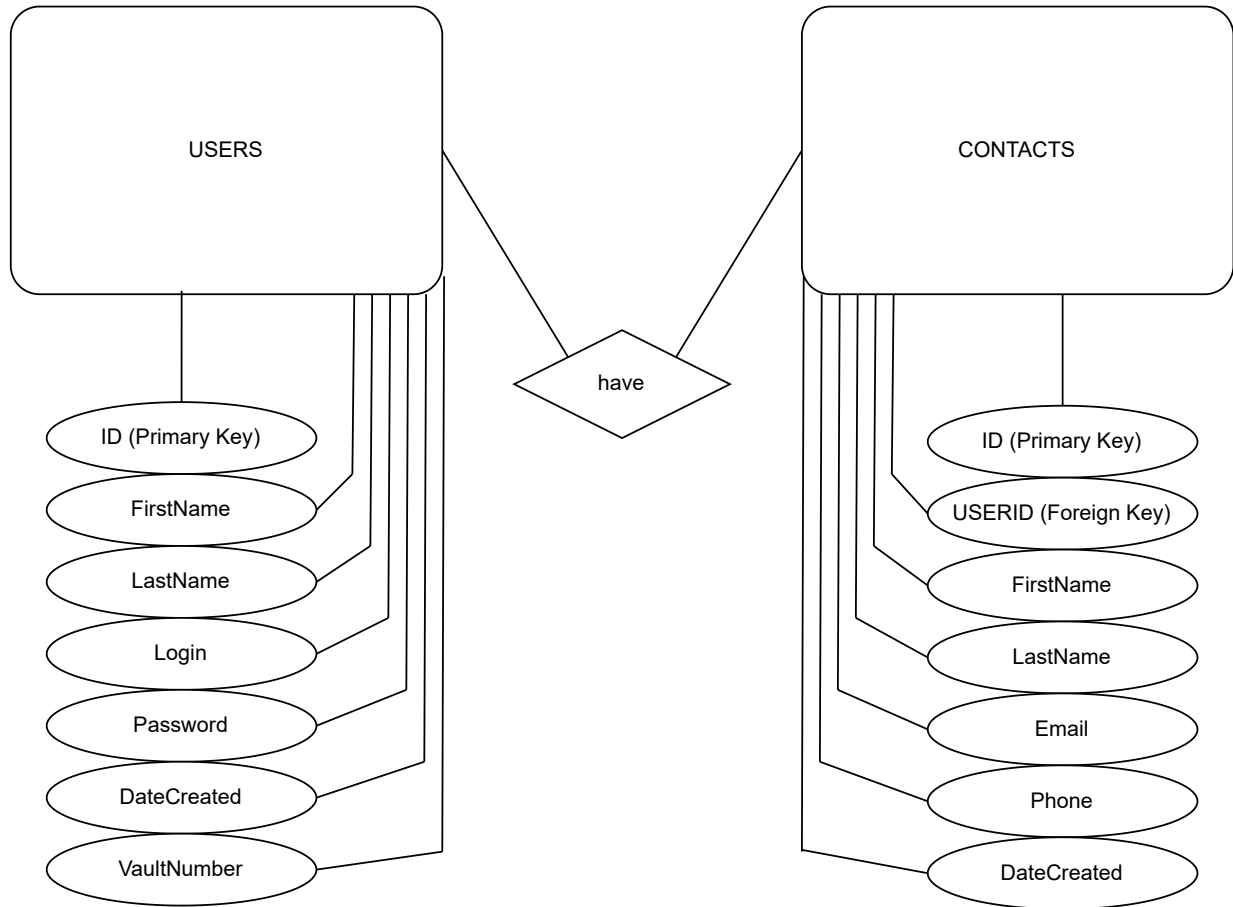 USERS
CONTACTS
have
ID (Primary Key)
FirstName
LastName
Login
Password
DateCreated
VaultNumber
ID (Primary Key)
USERID (Foreign Key)
FirstName
LastName
Email
Phone
DateCreated